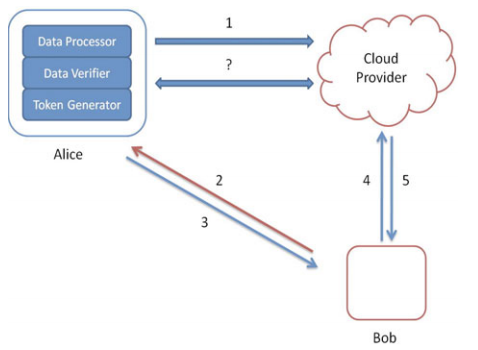 1
Data Processor
Data Verifier
Token Generator
?
Cloud
Provider
Alice
2
3
4
5
Bob